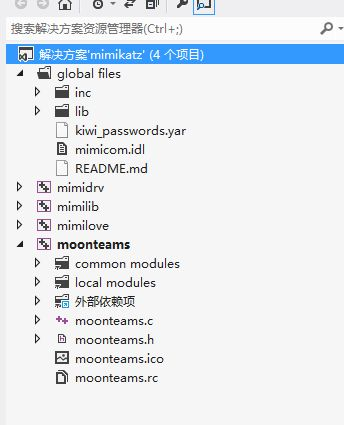 搜索解决方案资源管理器(Ctrl+;)
解决方案'mimikatz' (4 个项目)
global files
inc
lib
kiwi_passwords.yar
mimicom.idl
README.md
mimidrv
mimilib
mimilove
moonteams
common modules
local modules
外部依赖项
moonteams.c
moonteams.h
moonteams.ico
moonteams.rc